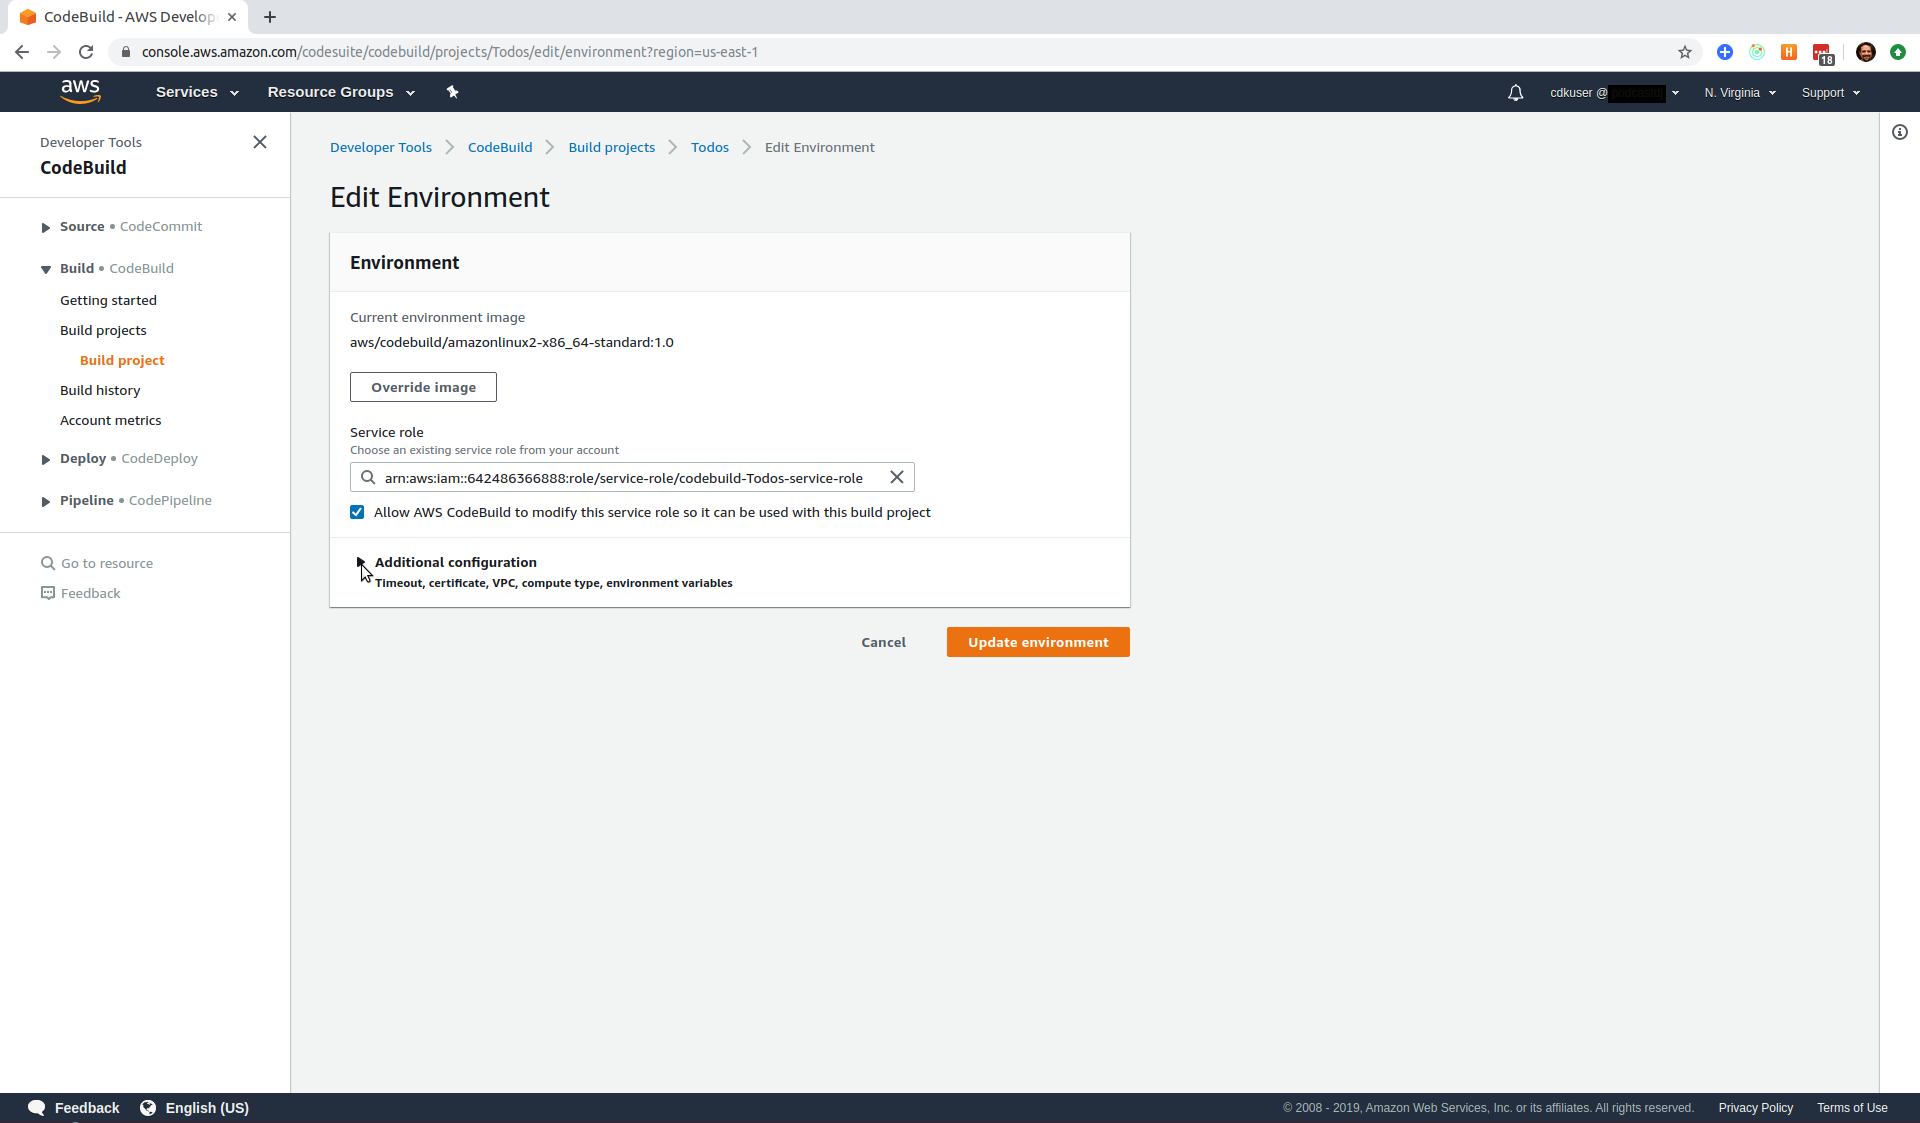 CodeBuild - AWS Develop
console.aws.amazon.com/codesuite/codebuild/projects/Todos/edit/environment?region=us-east-1
H
18
aws
Services
Resource Groups
cdkuser @
N. Virginia
Support
Developer Tools
CodeBuild
Source • CodeCommit
Build • CodeBuild
Getting started
Build projects
Build project
Build history
Account metrics
Deploy • CodeDeploy
Pipeline • CodePipeline
Go to resource
Feedback
Developer Tools
CodeBuild
Build projects
Todos
Edit Environment
Edit Environment
Environment
Current environment image
aws/codebuild/amazonlinux2-x86_64-standard:1.0
Override image
Service role
Choose an existing service role from your account
arn:aws:iam::642486366888:role/service-role/codebuild-Todos-service-role
Allow AWS CodeBuild to modify this service role so it can be used with this build project
Additional configuration
Timeout, certificate, VPC, compute type, environment variables
Cancel
Update environment
Feedback
English (US)
© 2008 - 2019, Amazon Web Services, Inc. or its affiliates. All rights reserved.
Privacy Policy
Terms of Use